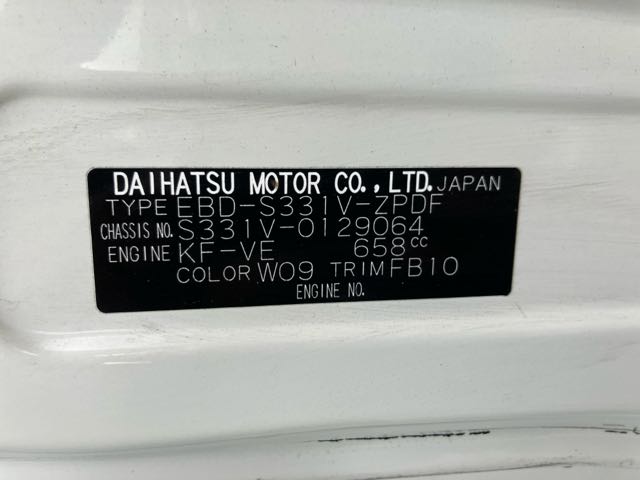 DAIHATSU MOTOR CO.,LTD. JAPAN
TYPE EBD-S331V-ZPDF
CHASSIS NO. S331V-0129064
ENGINE KF-VE 658cc
COLOR W09 TRIM FB10
ENGINE NO.